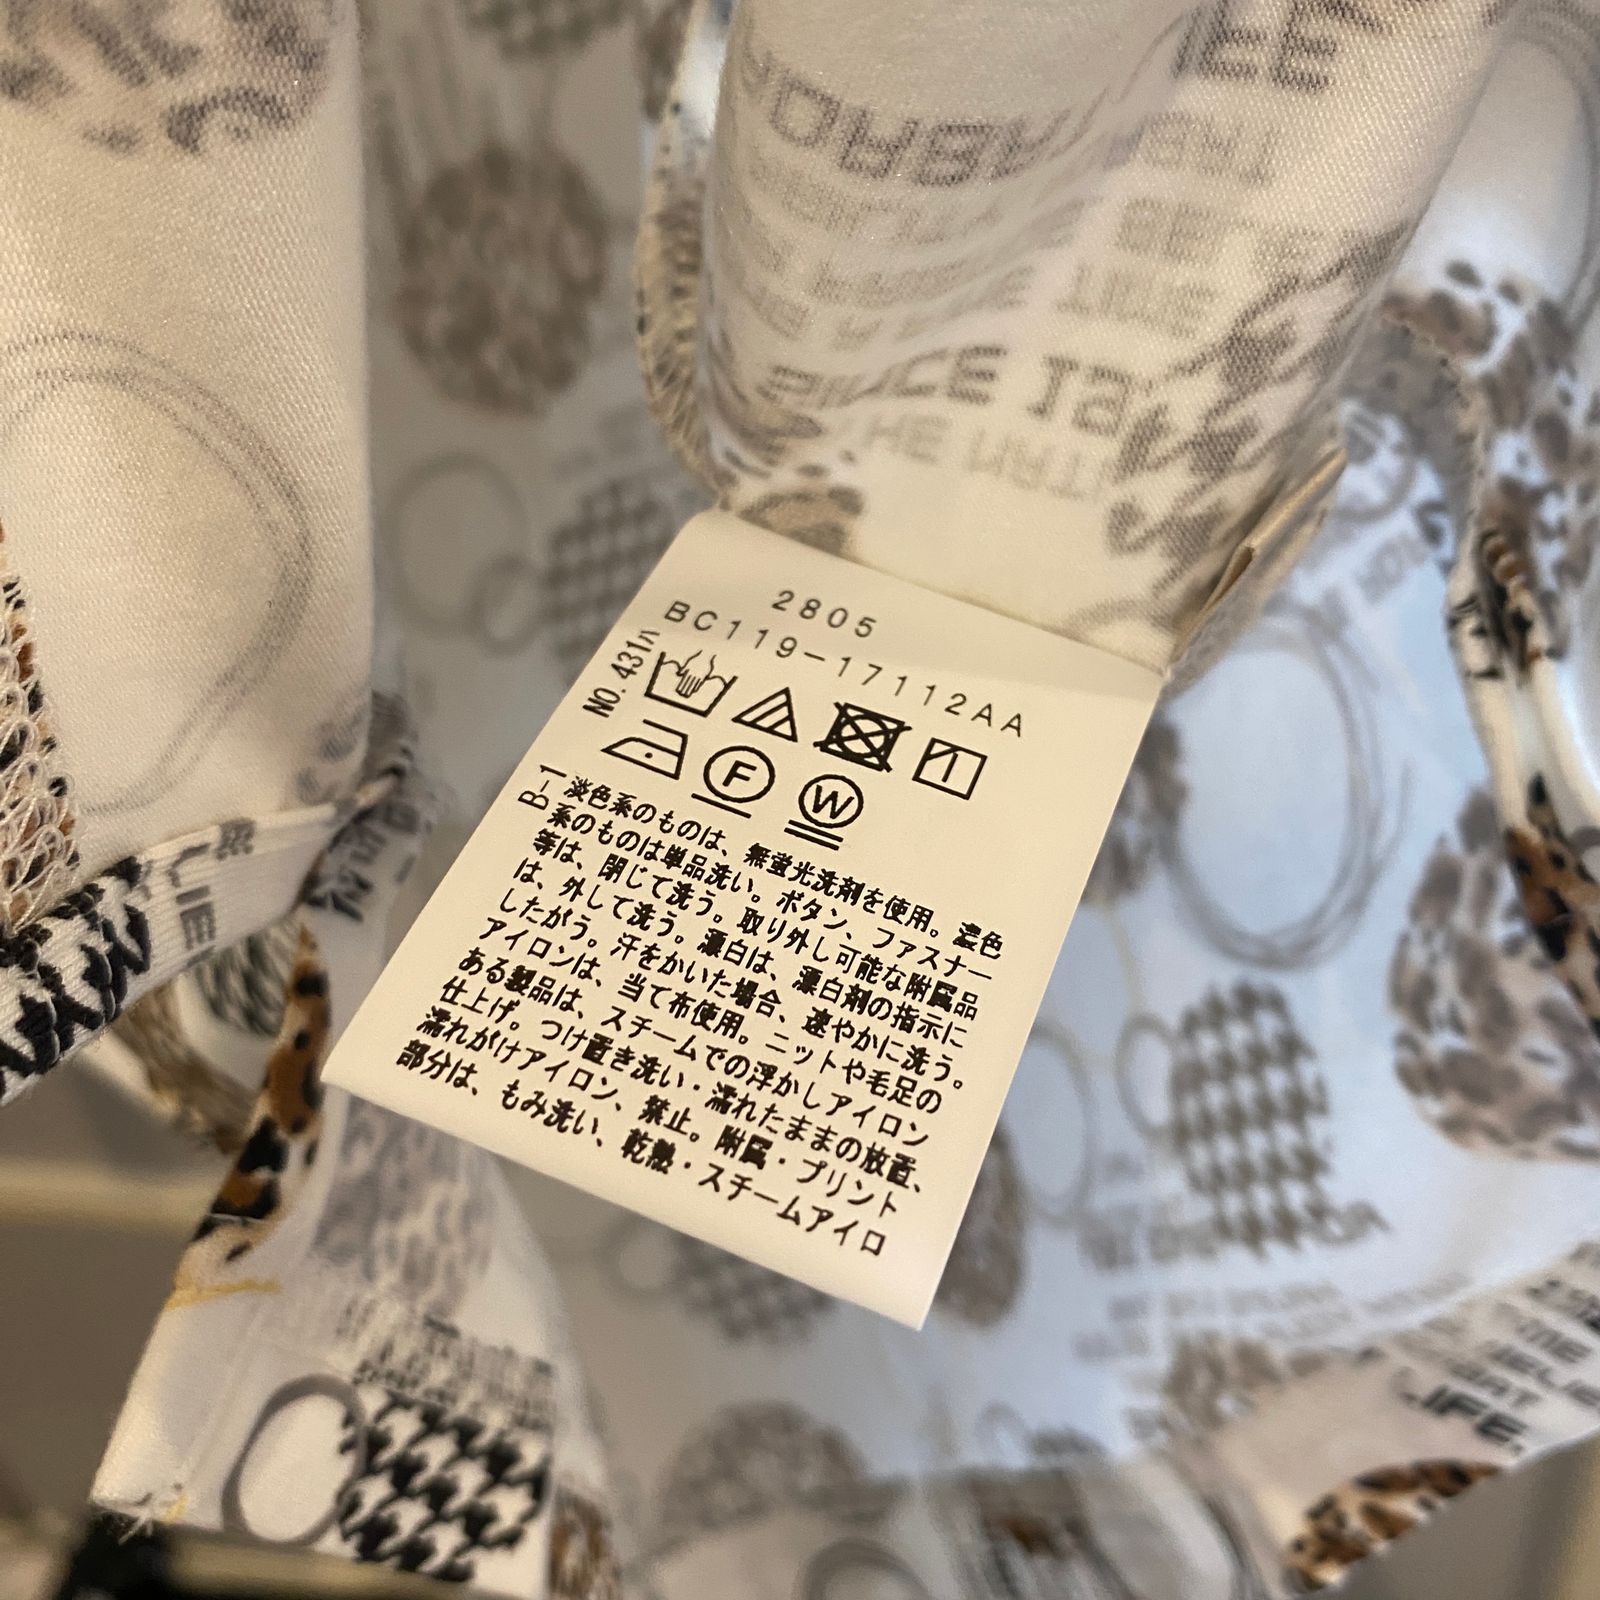 2805
BC119-17112AA
NO. 431ハ
F
W
B-1
淡色系のものは、無蛍光洗剤を使用。濃色
系のものは単品洗い。ボタン、ファスナー
等は、閉じて洗う。取り外し可能な附属品
は、外して洗う。漂白は、漂白剤の指示に
したがう。汗をかいた場合、速やかに洗う。
アイロンは、当て布使用。ニットや毛足の
ある製品は、スチームでの浮かしアイロン
仕上げ。つけ置き洗い・濡れたままの放置、
濡れがけアイロン、禁止。附属・プリント
部分は、もみ洗い、乾熱・スチームアイロ
LIFE.